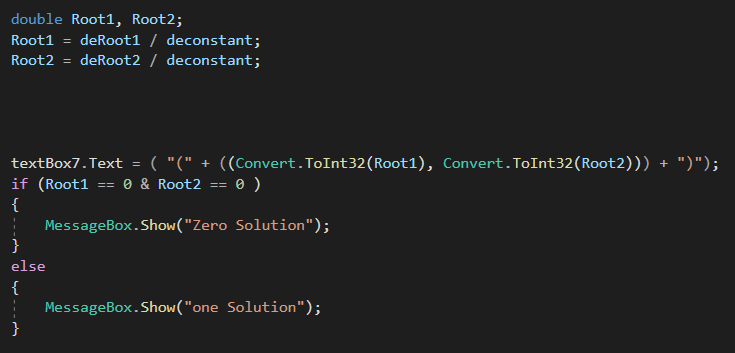 double Root1, Root2;
Root1 = deRoot1 / deconstant;
Root2 = deRoot2 / deconstant;
textBox7.Text = ( "(" + ((Convert.ToInt32(Root1), Convert.ToInt32(Root2))) + ")");
if (Root1 == 0 & Root2 == 0 )
{
MessageBox.Show("Zero Solution");
}
else
{
MessageBox.Show("one Solution");
}